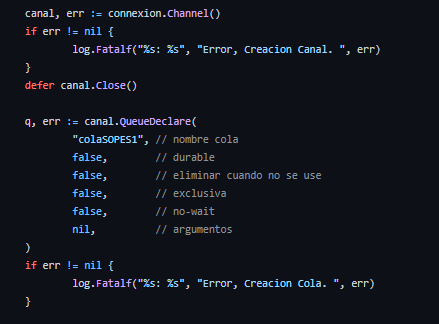 canal, err := connexion.Channel()
if err != nil {
        log.Fatalf("%s: %s", "Error, Creacion Canal. ", err)
}
defer canal.Close()

q, err := canal.QueueDeclare(
        "colaSOPES1", // nombre cola
        false,        // durable
        false,        // eliminar cuando no se use
        false,        // exclusiva
        false,        // no-wait
        nil,          // argumentos
)
if err != nil {
        log.Fatalf("%s: %s", "Error, Creacion Cola. ", err)
}